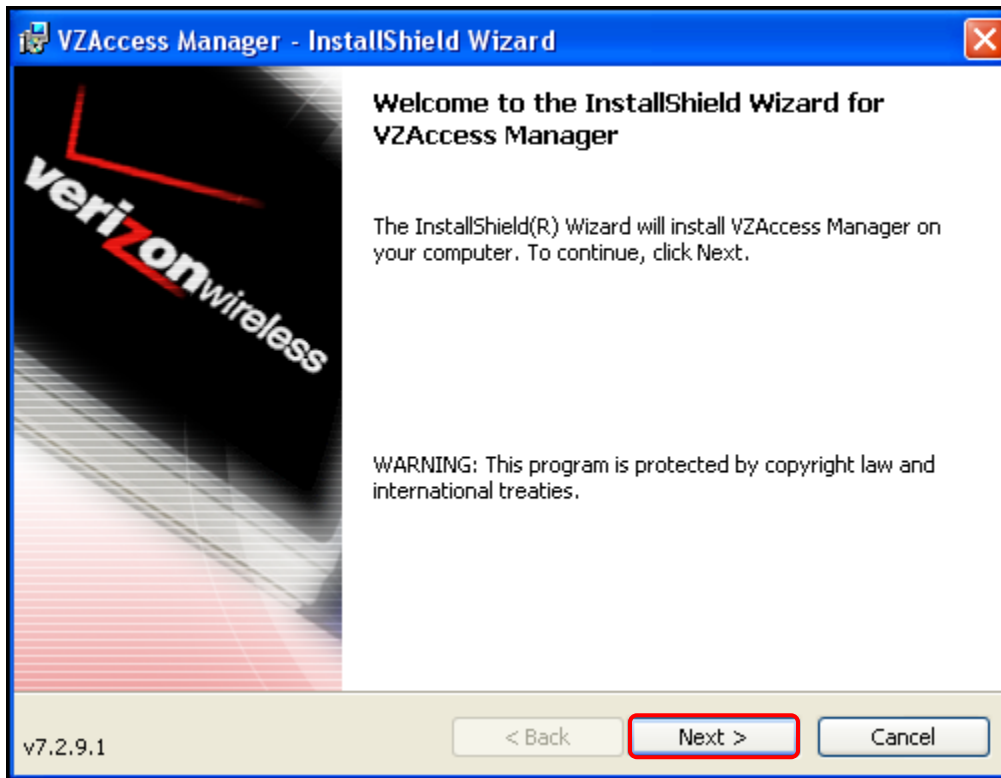 VZAccess Manager - InstallShield Wizard
verizonwireless
Welcome to the InstallShield Wizard for
VZAccess Manager
The InstallShield(R) Wizard will install VZAccess Manager on
your computer. To continue, click Next.
WARNING: This program is protected by copyright law and
international treaties.
v7.2.9.1
< Back
Next >
Cancel